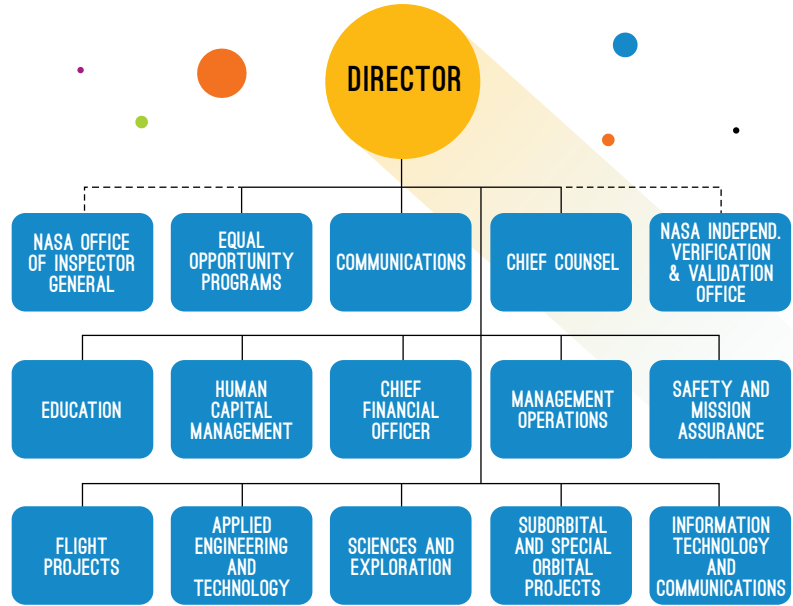 DIRECTOR
NASA OFFICE
OF INSPECTOR
GENERAL
EQUAL
OPPORTUNITY
PROGRAMS
COMMUNICATIONS
CHIEF COUNSEL
NASA INDEPEND.
VERIFICATION
& VALIDATION
OFFICE
EDUCATION
HUMAN
CAPITAL
MANAGEMENT
CHIEF
FINANCIAL
OFFICER
MANAGEMENT
OPERATIONS
SAFETY AND
MISSION
ASSURANCE
FLIGHT
PROJECTS
APPLIED
ENGINEERING
AND
TECHNOLOGY
SCIENCES AND
EXPLORATION
SUBORBITAL
AND SPECIAL
ORBITAL
PROJECTS
INFORMATION
TECHNOLOGY
AND
COMMUNICATIONS